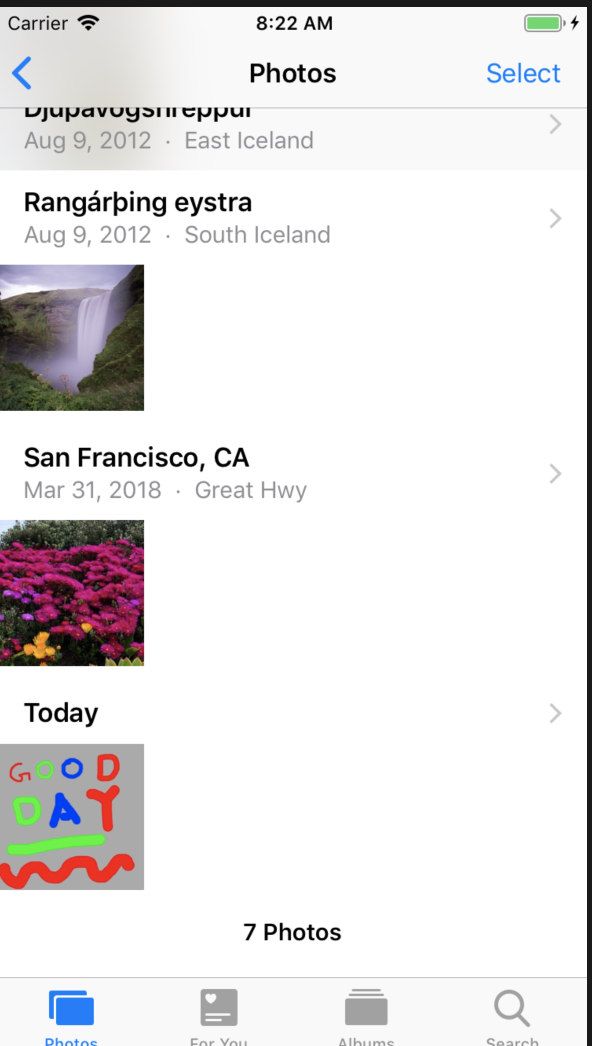 Carrier 8:22 AM
Photos Select
Djúpavogshreppur
Aug 9, 2012 · East Iceland
Rangárþing eystra
Aug 9, 2012 · South Iceland
San Francisco, CA
Mar 31, 2018 · Great Hwy
Today
GOOD
DAY
7 Photos
Photos For You Albums Search